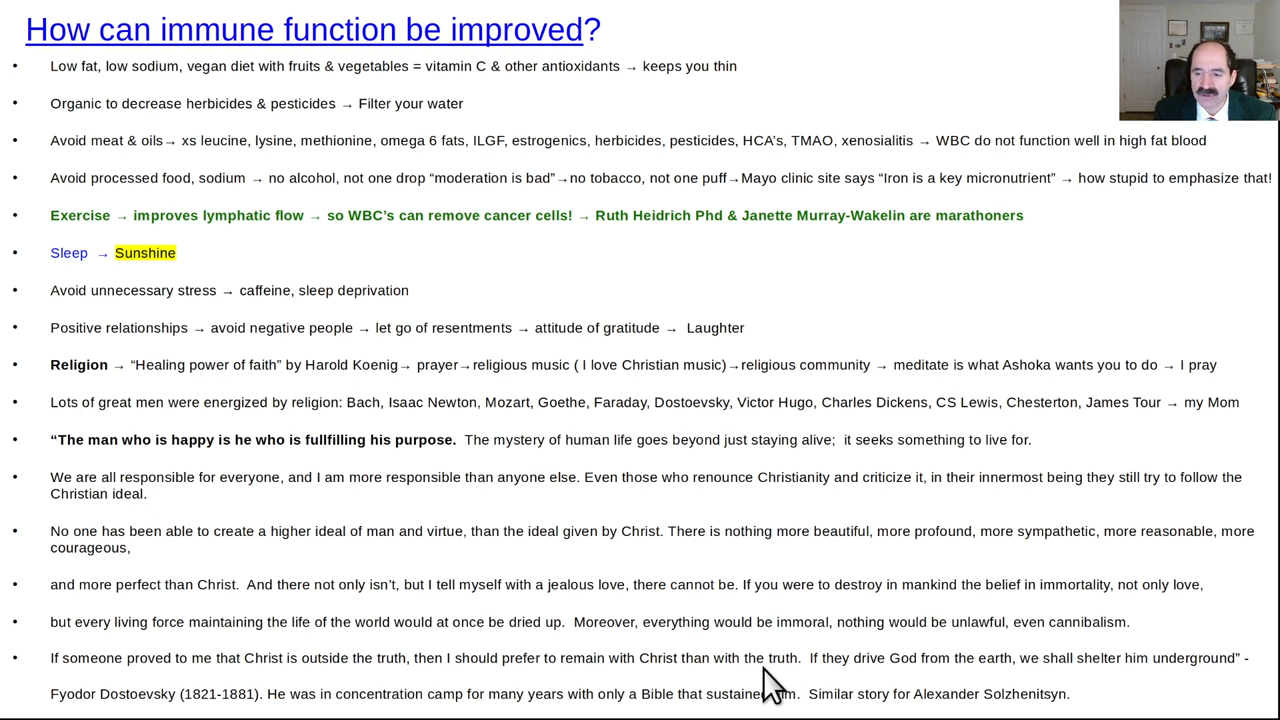 How can immune function be improved?
• Low fat, low sodium, vegan diet with fruits & vegetables = vitamin C & other antioxidants → keeps you thin
• Organic to decrease herbicides & pesticides → Filter your water
• Avoid meat & oils→ xs leucine, lysine, methionine, omega 6 fats, ILGF, estrogenics, herbicides, pesticides, HCA's, TMAO, xenosialitis → WBC do not function well in high fat blood
• Avoid processed food, sodium → no alcohol, not one drop “moderation is bad”→no tobacco, not one puff→Mayo clinic site says “Iron is a key micronutrient” → how stupid to emphasize that!
• Exercise → improves lymphatic flow → so WBC's can remove cancer cells! → Ruth Heidrich Phd & Janette Murray-Wakelin are marathoners
• Sleep → Sunshine
• Avoid unnecessary stress → caffeine, sleep deprivation
• Positive relationships → avoid negative people → let go of resentments → attitude of gratitude → Laughter
• Religion → “Healing power of faith” by Harold Koenig→ prayer→religious music ( I love Christian music)→religious community → meditate is what Ashoka wants you to do → I pray
• Lots of great men were energized by religion: Bach, Isaac Newton, Mozart, Goethe, Faraday, Dostoevsky, Victor Hugo, Charles Dickens, CS Lewis, Chesterton, James Tour → my Mom
• “The man who is happy is he who is fullfilling his purpose. The mystery of human life goes beyond just staying alive; it seeks something to live for.
• We are all responsible for everyone, and I am more responsible than anyone else. Even those who renounce Christianity and criticize it, in their innermost being they still try to follow the
Christian ideal.
• No one has been able to create a higher ideal of man and virtue, than the ideal given by Christ. There is nothing more beautiful, more profound, more sympathetic, more reasonable, more
courageous,
• and more perfect than Christ. And there not only isn't, but I tell myself with a jealous love, there cannot be. If you were to destroy in mankind the belief in immortality, not only love,
• but every living force maintaining the life of the world would at once be dried up. Moreover, everything would be immoral, nothing would be unlawful, even cannibalism.
• If someone proved to me that Christ is outside the truth, then I should prefer to remain with Christ than with the truth. If they drive God from the earth, we shall shelter him underground” -
Fyodor Dostoevsky (1821-1881). He was in concentration camp for many years with only a Bible that sustained him. Similar story for Alexander Solzhenitsyn.